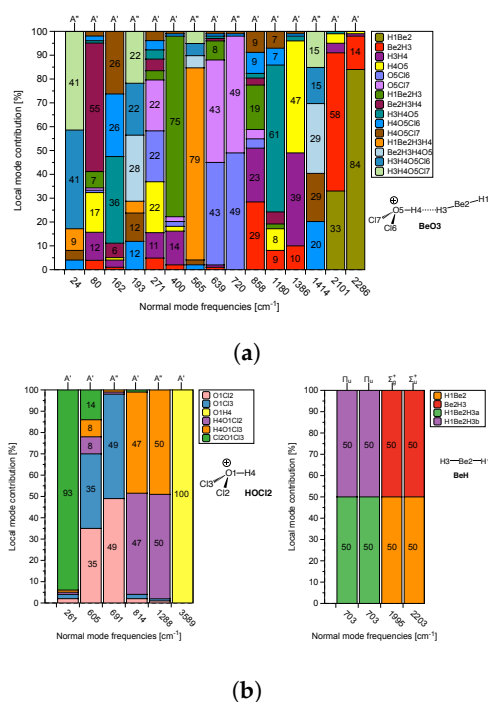 A" A' A' A" A' A' A" A' A" A' A' A' A" A' A'
100
90
80
70
60
50
40
30
20
10
0
Local mode contribution [%]
41 41 9
55 7 17 12
26 26 36 6
22 22 28 12 12
22 22 22 11
75 14
79
8 43 43
49 49
9 9 19 23 29
7 7 61 8 9
47 39 10
15 15 29 29 20
58 33
14 84
24 80 162 193 271 400 565 639 720 858 1180 1386 1414 2101 2286
Normal mode frequencies [cm⁻¹]
H1Be2
Be2H3
H3H4
H4O5
O5Cl6
O5Cl7
H1Be2H3
Be2H3H4
H3H4O5
H4O5Cl6
H4O5Cl7
H1Be2H3H4
Be2H3H4O5
H3H4O5Cl6
H3H4O5Cl7
⊕
Cl7 O5 H4 H3 Be2 H1
Cl6
BeO3
(a)
A' A' A" A' A" A'
100
90
80
70
60
50
40
30
20
10
0
Local mode contribution [%]
93
14 8 8 35 35
49 49
47 47
50 50
100
261 605 691 814 1288 3589
Normal mode frequencies [cm⁻¹]
O1Cl2
O1Cl3
O1H4
H4O1Cl2
H4O1Cl3
Cl2O1Cl3
⊕
O1 H4
Cl3
Cl2
HOCl2
Πu Πu Σg⁺ Σu⁺
100
90
80
70
60
50
40
30
20
10
0
Local mode contribution [%]
50 50 50 50
50 50 50 50
703 703 1995 2203
Normal mode frequencies [cm⁻¹]
H1Be2
Be2H3
H1Be2H3a
H1Be2H3b
H3 Be2 H1
BeH
(b)